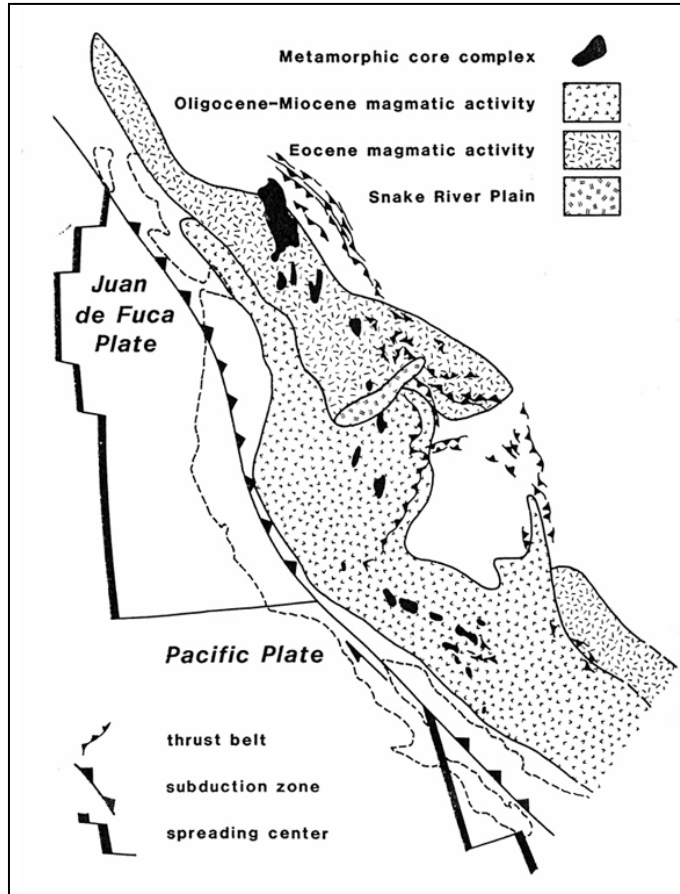 Metamorphic core complex
Oligocene-Miocene magmatic activity
Eocene magmatic activity
Snake River Plain
Juan
de Fuca
Plate
Pacific Plate
thrust belt
subduction zone
spreading center